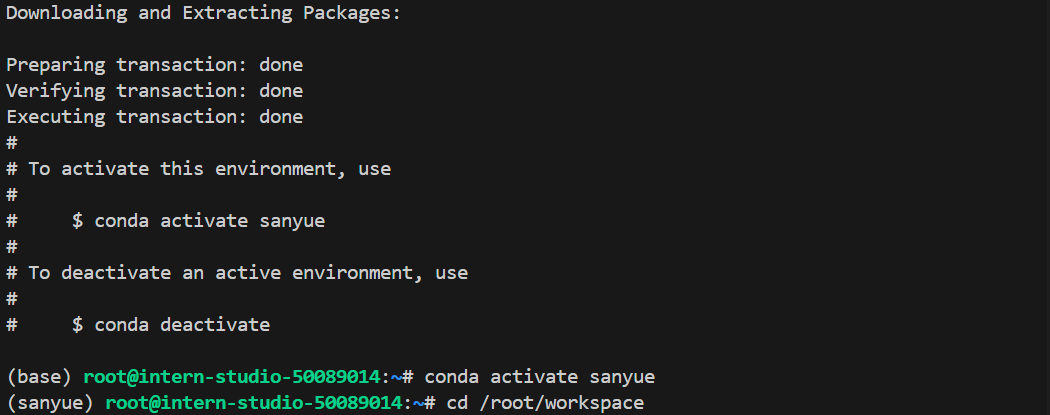 Downloading and Extracting Packages:
Preparing transaction: done
Verifying transaction: done
Executing transaction: done
#
# To activate this environment, use
#
#     $ conda activate sanyue
#
# To deactivate an active environment, use
#
#     $ conda deactivate
(base) root@intern-studio-50089014:~# conda activate sanyue
(sanyue) root@intern-studio-50089014:~# cd /root/workspace